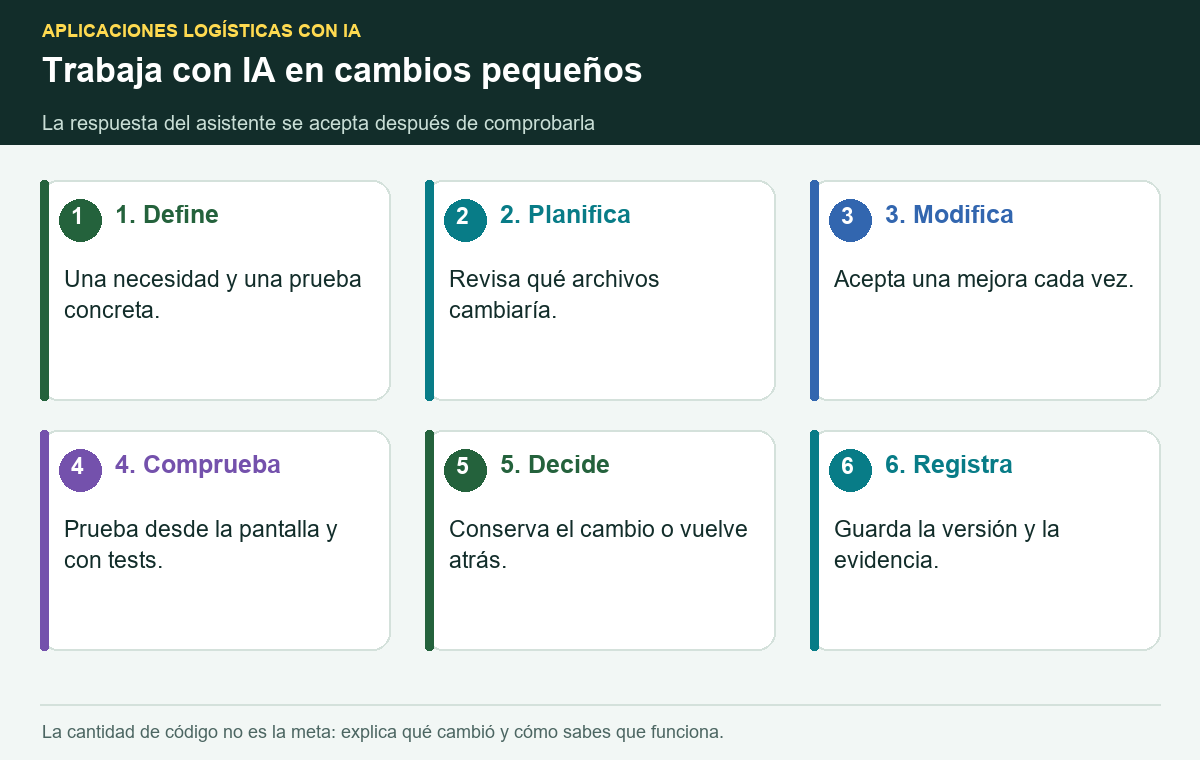 APLICACIONES LOGÍSTICAS CON IA
Trabaja con IA en cambios pequeños
La respuesta del asistente se acepta después de comprobarla
1
1. Define
Una necesidad y una prueba
concreta.
2
2. Planifica
Revisa qué archivos
cambiaría.
3
3. Modifica
Acepta una mejora cada vez.
4
4. Comprueba
Prueba desde la pantalla y
con tests.
5
5. Decide
Conserva el cambio o vuelve
atrás.
6
6. Registra
Guarda la versión y la
evidencia.
La cantidad de código no es la meta: explica qué cambió y cómo sabes que funciona.